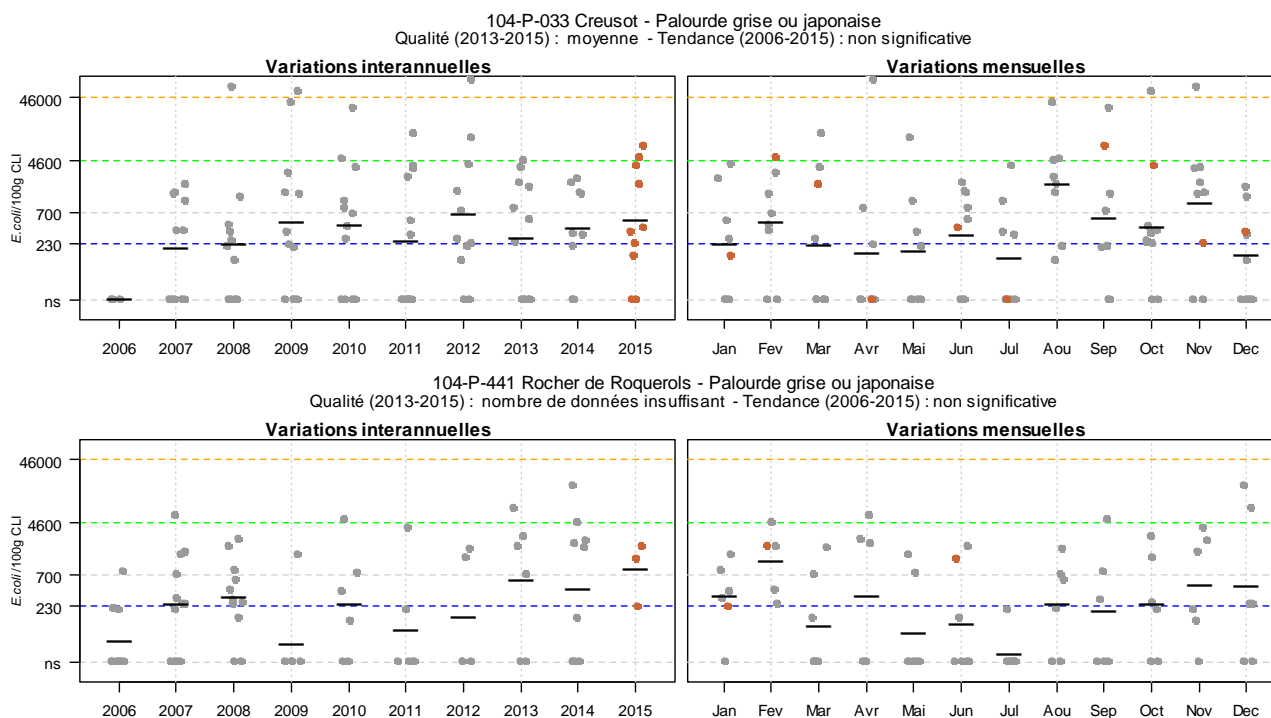 104-P-033 Creusot - Palourde grise ou japonaise
Qualité (2013-2015) : moyenne - Tendance (2006-2015) : non significative
Variations interannuelles
Variations mensuelles
E.coli/100g CLI
46000
4600
700
230
ns
2006 2007 2008 2009 2010 2011 2012 2013 2014 2015
Jan Fev Mar Avr Mai Jun Jul Aou Sep Oct Nov Dec
104-P-441 Rocher de Roquerols - Palourde grise ou japonaise
Qualité (2013-2015) : nombre de données insuffisant - Tendance (2006-2015) : non significative
Variations interannuelles
Variations mensuelles
E.coli/100g CLI
46000
4600
700
230
ns
2006 2007 2008 2009 2010 2011 2012 2013 2014 2015
Jan Fev Mar Avr Mai Jun Jul Aou Sep Oct Nov Dec